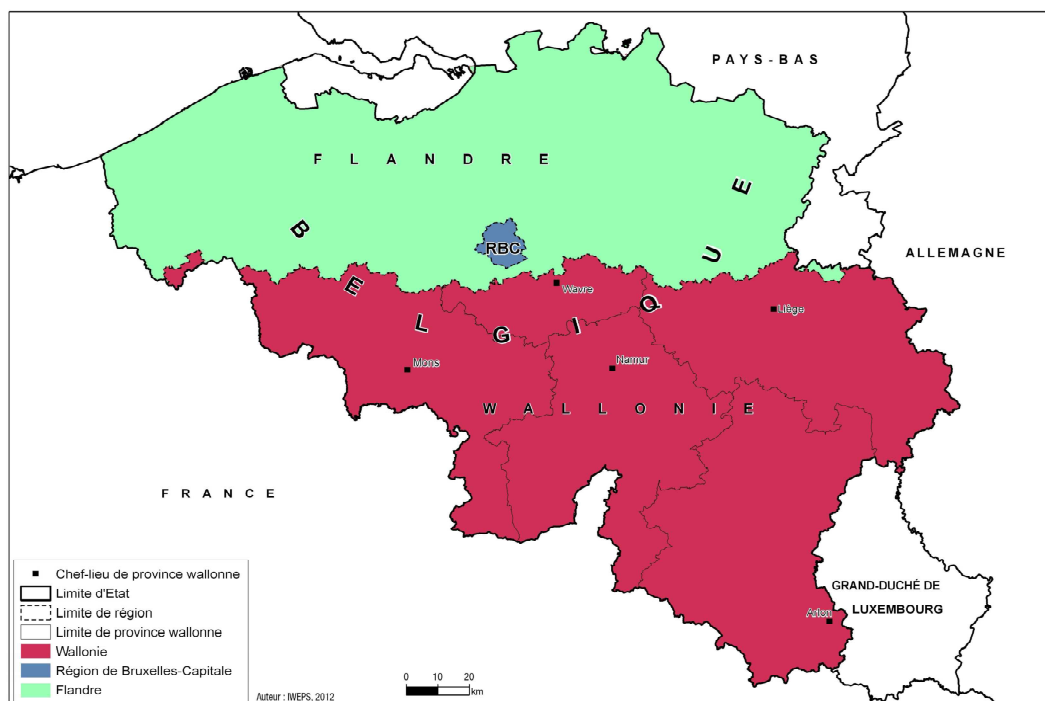 PAYS-BAS
FLANDRE
BELGIQUE
RBC
ALLEMAGNE
Wavre
Liège
Mons
Namur
WALLONIE
FRANCE
GRAND-DUCHÉ DE
LUXEMBOURG
Arlon
Chef-lieu de province wallonne
Limite d'Etat
Limite de région
Limite de province wallonne
Wallonie
Région de Bruxelles-Capitale
Flandre
Auteur : IWEPS, 2012
0 10 20
km